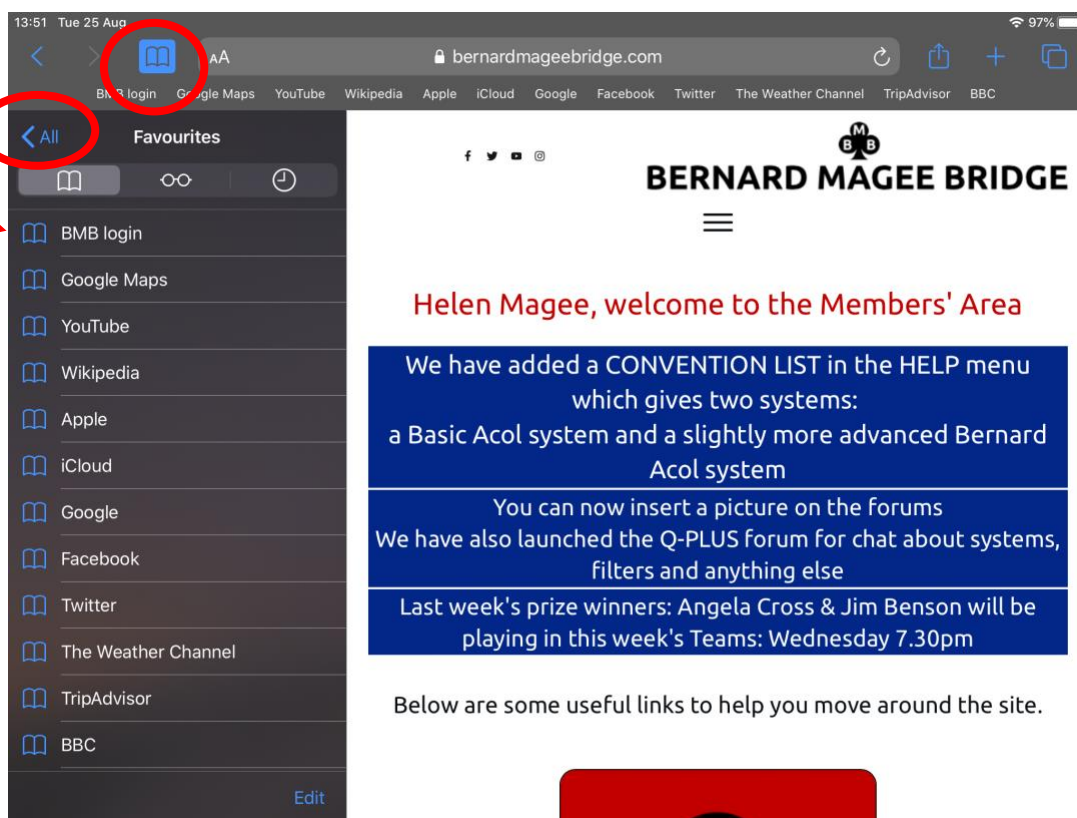 13:51 Tue 25 Aug 97%
AA bernardmageebridge.com
BMB login Google Maps YouTube Wikipedia Apple iCloud Google Facebook Twitter The Weather Channel TripAdvisor BBC
All Favourites
BMB login
Google Maps
YouTube
Wikipedia
Apple
iCloud
Google
Facebook
Twitter
The Weather Channel
TripAdvisor
BBC
Edit
M
B B
BERNARD MAGEE BRIDGE
Helen Magee, welcome to the Members' Area
We have added a CONVENTION LIST in the HELP menu
which gives two systems:
a Basic Acol system and a slightly more advanced Bernard
Acol system
You can now insert a picture on the forums
We have also launched the Q-PLUS forum for chat about systems,
filters and anything else
Last week's prize winners: Angela Cross & Jim Benson will be
playing in this week's Teams: Wednesday 7.30pm
Below are some useful links to help you move around the site.